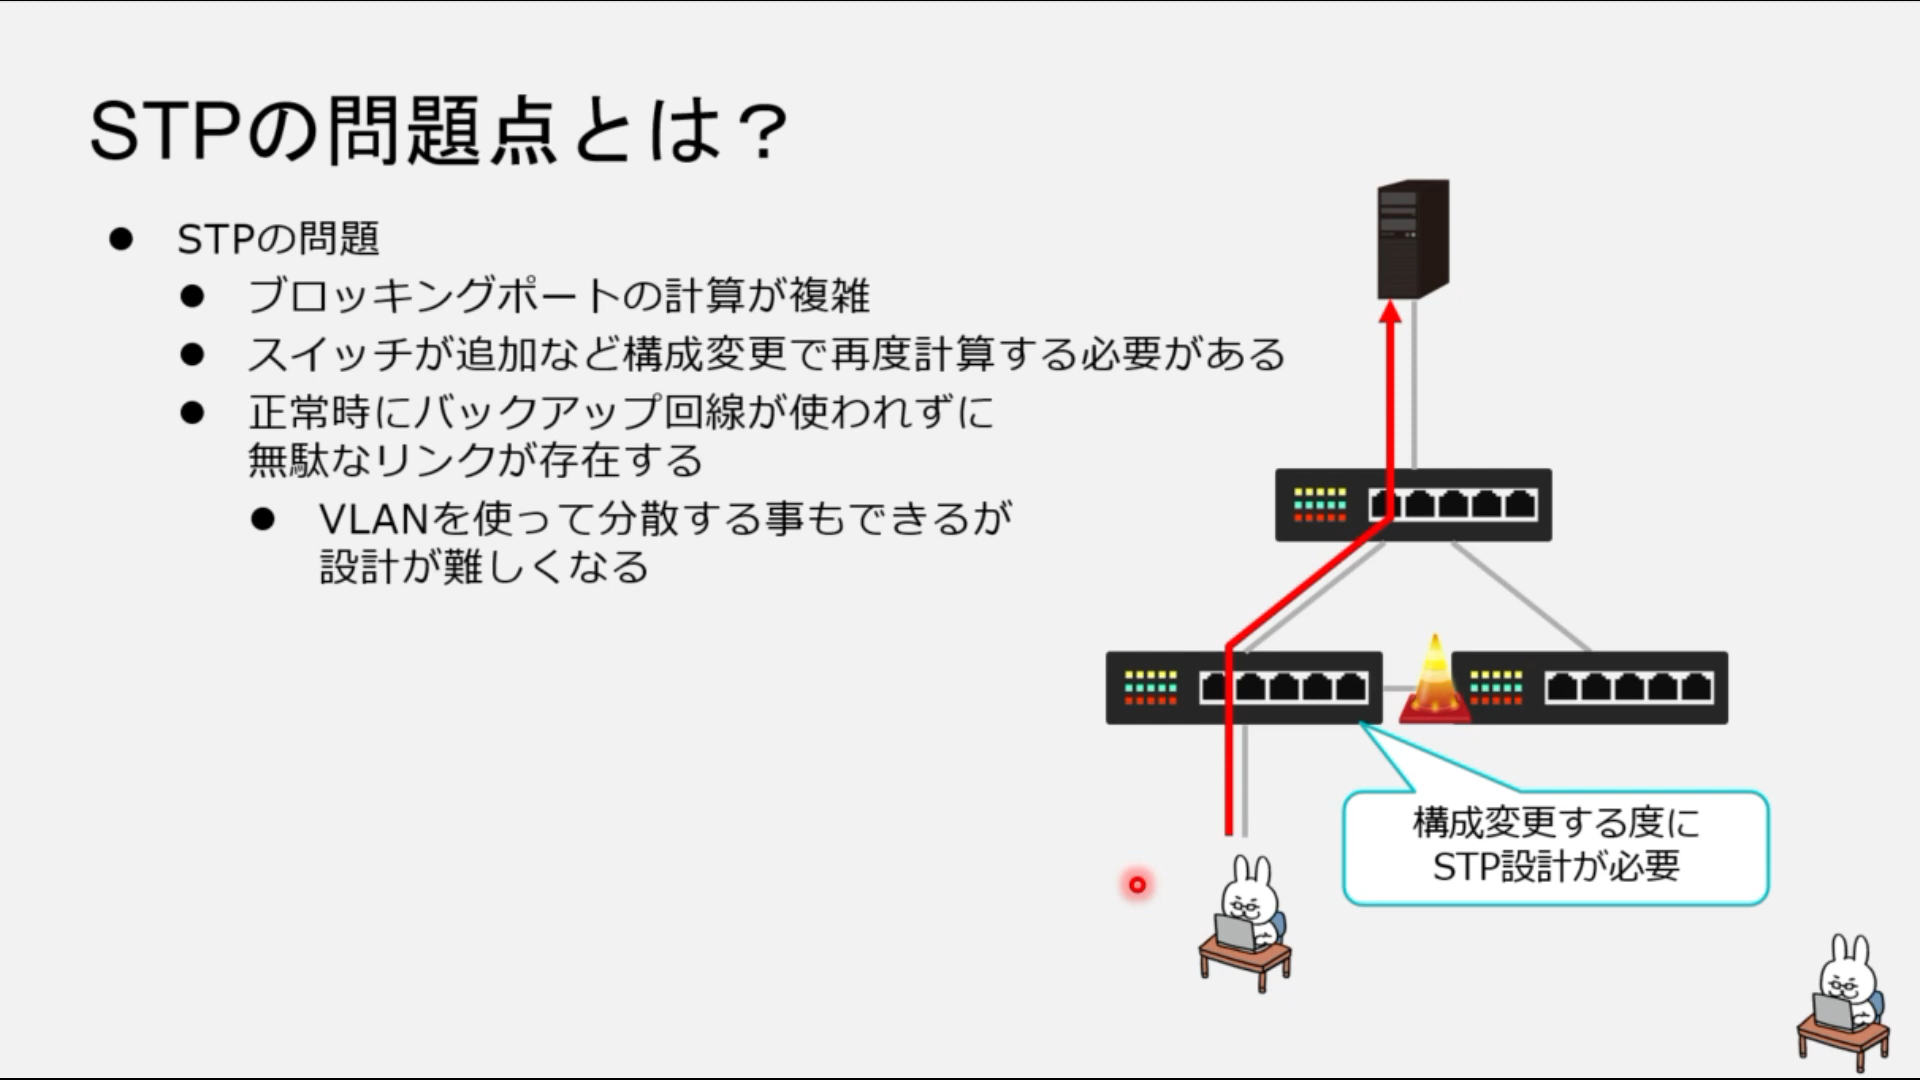 STPの問題点とは？
● STPの問題
● ブロッキングポートの計算が複雑
● スイッチが追加など構成変更で再度計算する必要がある
● 正常時にバックアップ回線が使われずに
無駄なリンクが存在する
● VLANを使って分散する事もできるが
設計が難しくなる
構成変更する度に
STP設計が必要